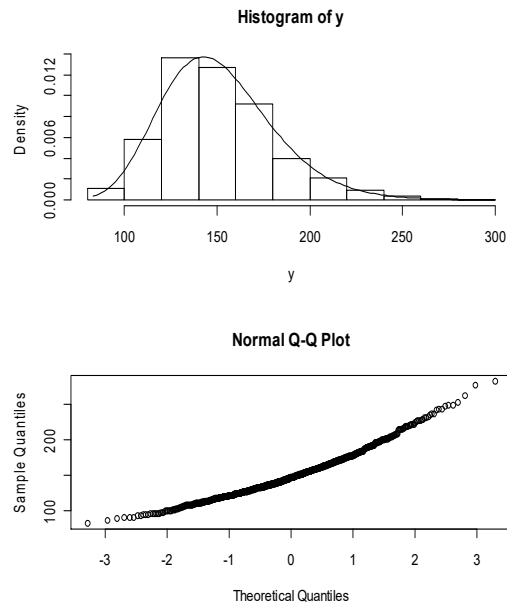 Histogram of y
Density
0.012
0.006
0.000
100 150 200 250 300
y
Normal Q-Q Plot
Sample Quantiles
200
100
-3 -2 -1 0 1 2 3
Theoretical Quantiles